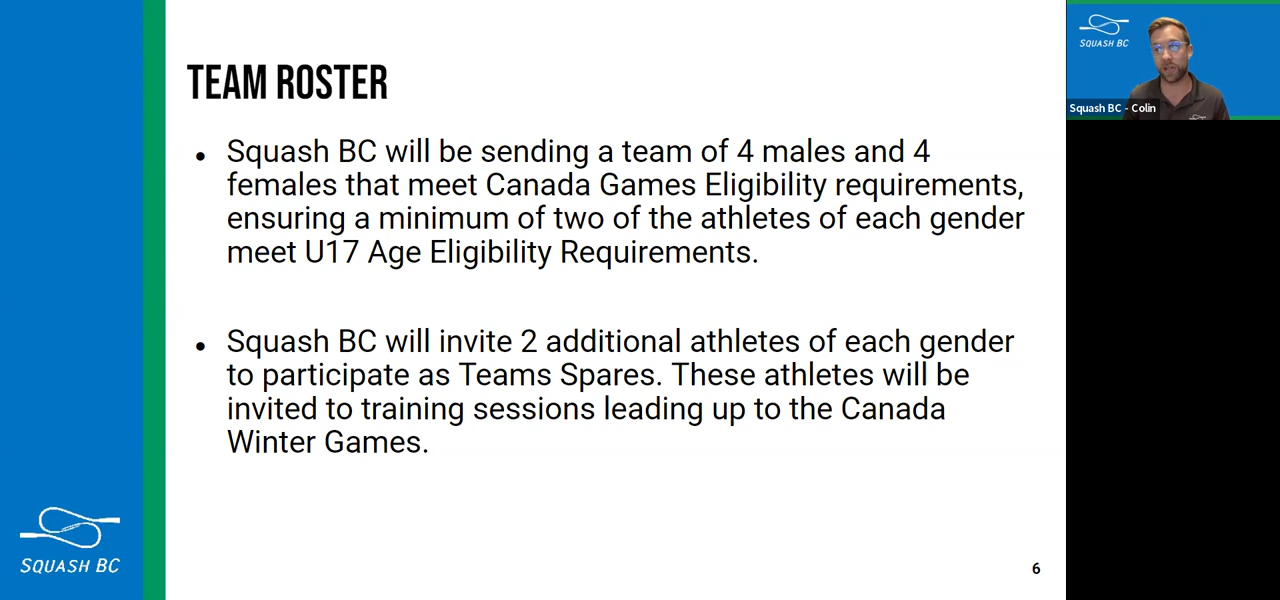 TEAM ROSTER
• Squash BC will be sending a team of 4 males and 4
females that meet Canada Games Eligibility requirements,
ensuring a minimum of two of the athletes of each gender
meet U17 Age Eligibility Requirements.
• Squash BC will invite 2 additional athletes of each gender
to participate as Teams Spares. These athletes will be
invited to training sessions leading up to the Canada
Winter Games.
SQUASH BC
6
SQUASH BC
Squash BC - Colin